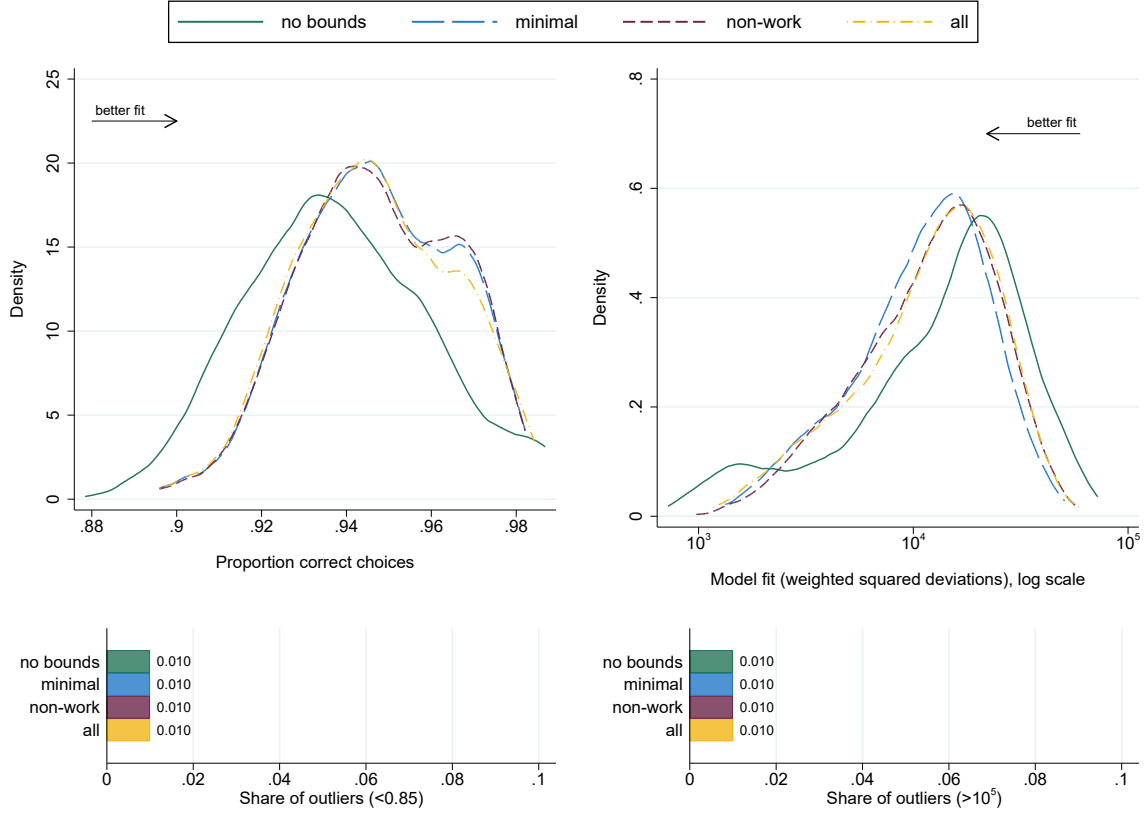 no bounds minimal non-work all
25
20
15
10
5
0
Density
better fit
.88 .9 .92 .94 .96 .98
Proportion correct choices
.8
.6
.4
.2
0
Density
better fit
10³ 10⁴ 10⁵
Model fit (weighted squared deviations), log scale
no bounds 0.010
minimal 0.010
non-work 0.010
all 0.010
0 .02 .04 .06 .08 .1
Share of outliers (<0.85)
no bounds 0.010
minimal 0.010
non-work 0.010
all 0.010
0 .02 .04 .06 .08 .1
Share of outliers (>10⁵)